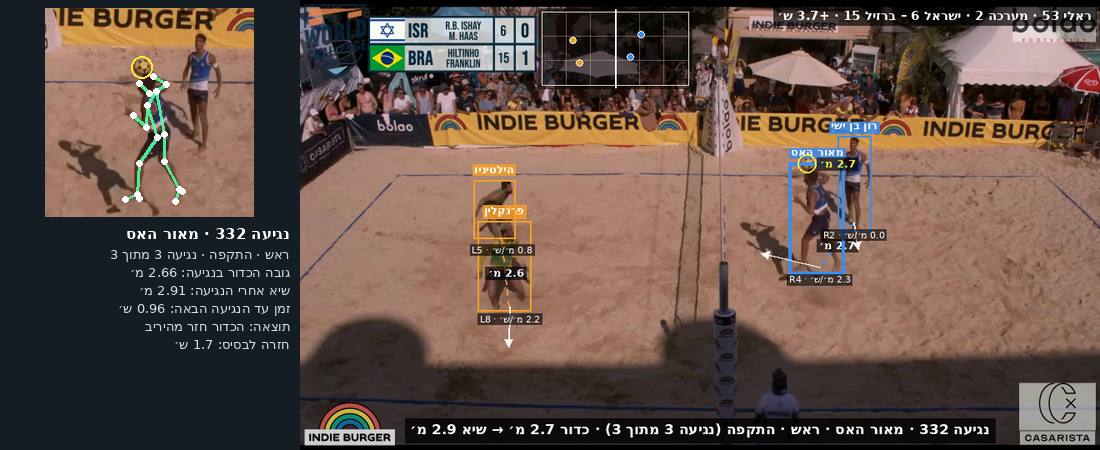 ראלי 53 · מערכה 2 · ישראל 6 – ברזיל 15 · +3.7 ש׳
ISR R.B. ISHAY M. HAAS 6 0
BRA HILTINHO FRANKLIN 15 1
bolao
FOOTVOLLEY
INDIE BURGER
bolao
INDIE BURGER
INDIE BURGER
CASARISTA
bolao
רון בן ישי
מאור האס
2.7 מ׳
R2 · 0.0 מ׳/ש׳
2.7 מ׳
R4 · 2.3 מ׳/ש׳
הילטיניו
פרנקלין
L5 · 0.8 מ׳/ש׳
2.6 מ׳
L8 · 2.2 מ׳/ש׳
נגיעה 332 · מאור האס
ראש · התקפה · נגיעה 3 מתוך 3
גובה הכדור בנגיעה: 2.66 מ׳
שיא אחרי הנגיעה: 2.91 מ׳
זמן עד הנגיעה הבאה: 0.96 ש׳
תוצאה: הכדור חזר מהיריב
חזרה לבסיס: 1.7 ש׳
INDIE BURGER
נגיעה 332 · מאור האס · ראש · התקפה (נגיעה 3 מתוך 3) · כדור 2.7 מ׳ → שיא 2.9 מ׳
CASARISTA